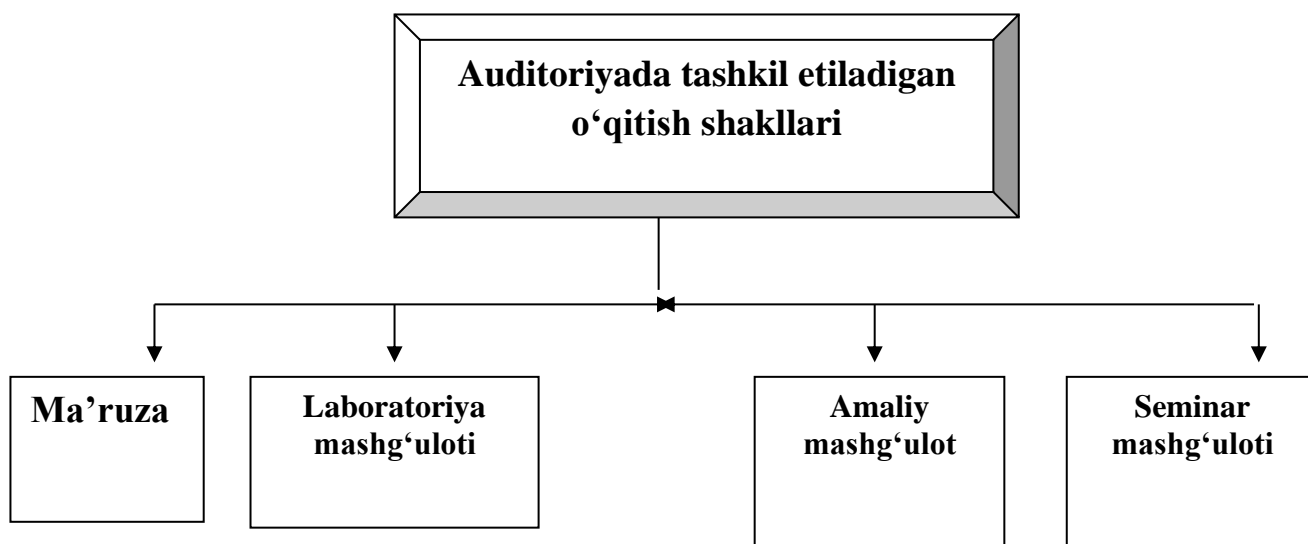 Auditoriyada tashkil etiladigan
o‘qitish shakllari
Ma’ruza
Laboratoriya
mashg‘uloti
Amaliy
mashg‘ulot
Seminar
mashg‘uloti